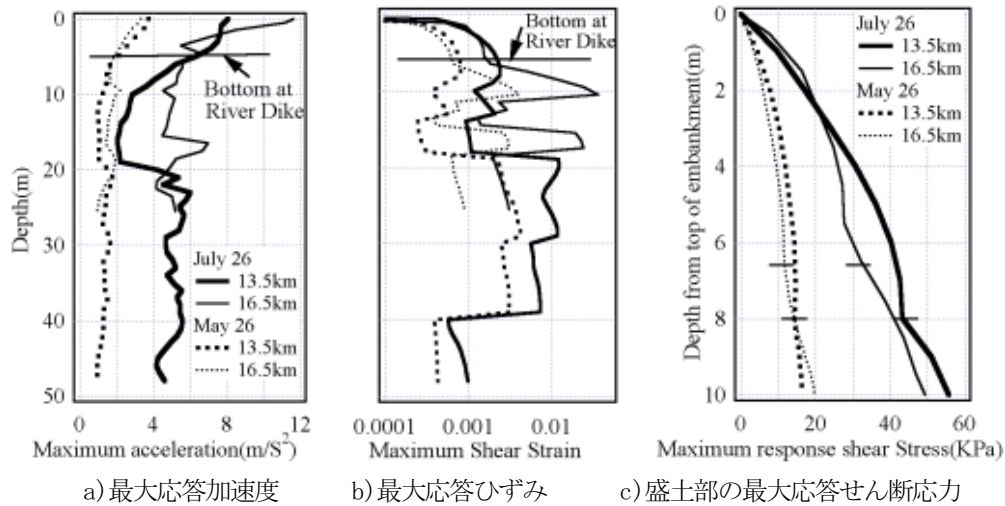 0
10
20
30
40
50
Depth(m)
Bottom at
River Dike
July 26
13.5km
16.5km
May 26
13.5km
16.5km
0
4
8
12
Maximum acceleration(m/S²)
a)最大応答加速度
Bottom at
River Dike
0.0001
0.001
0.01
Maximum Shear Strain
b)最大応答ひずみ
0
2
4
6
8
10
Depth from top of embankment(m)
July 26
13.5km
16.5km
May 26
13.5km
16.5km
0
20
40
60
Maximum response shear Stress(KPa)
c)盛土部の最大応答せん断応力